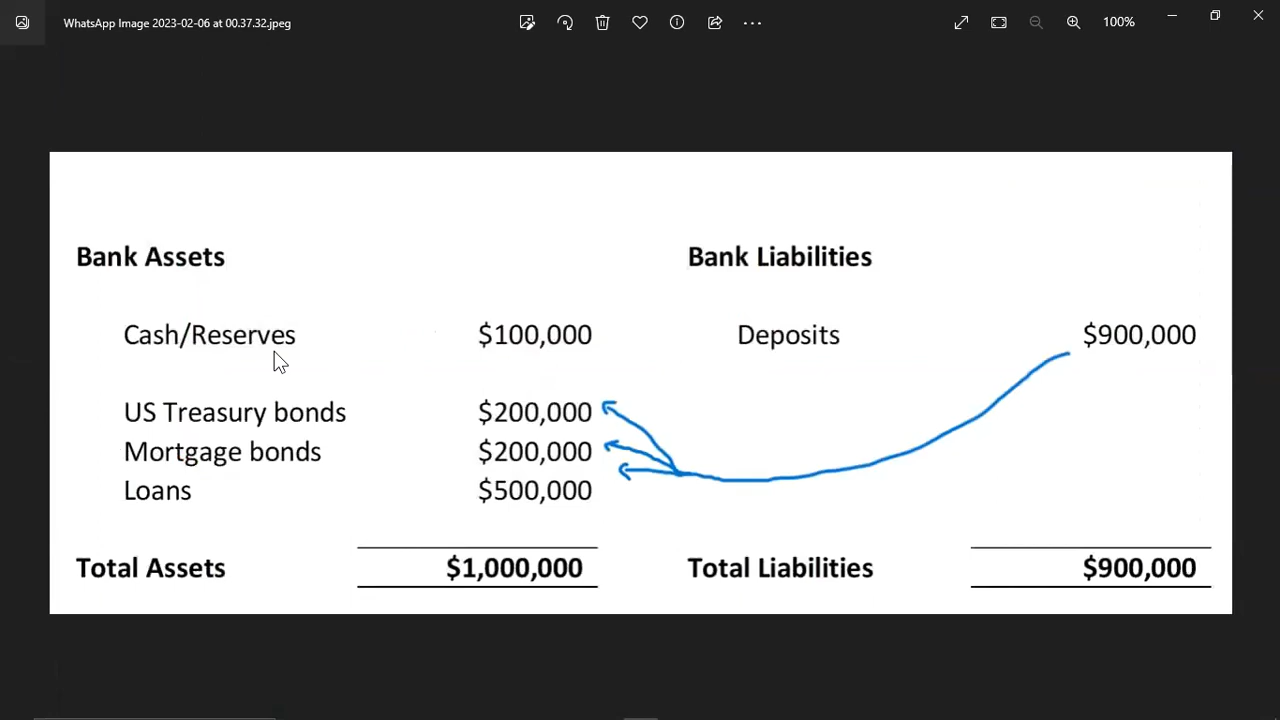 WhatsApp Image 2023-02-06 at 00.37.32.jpeg 100%
Bank Assets Bank Liabilities
Cash/Reserves $100,000 Deposits $900,000
US Treasury bonds $200,000
Mortgage bonds $200,000
Loans $500,000
Total Assets $1,000,000 Total Liabilities $900,000